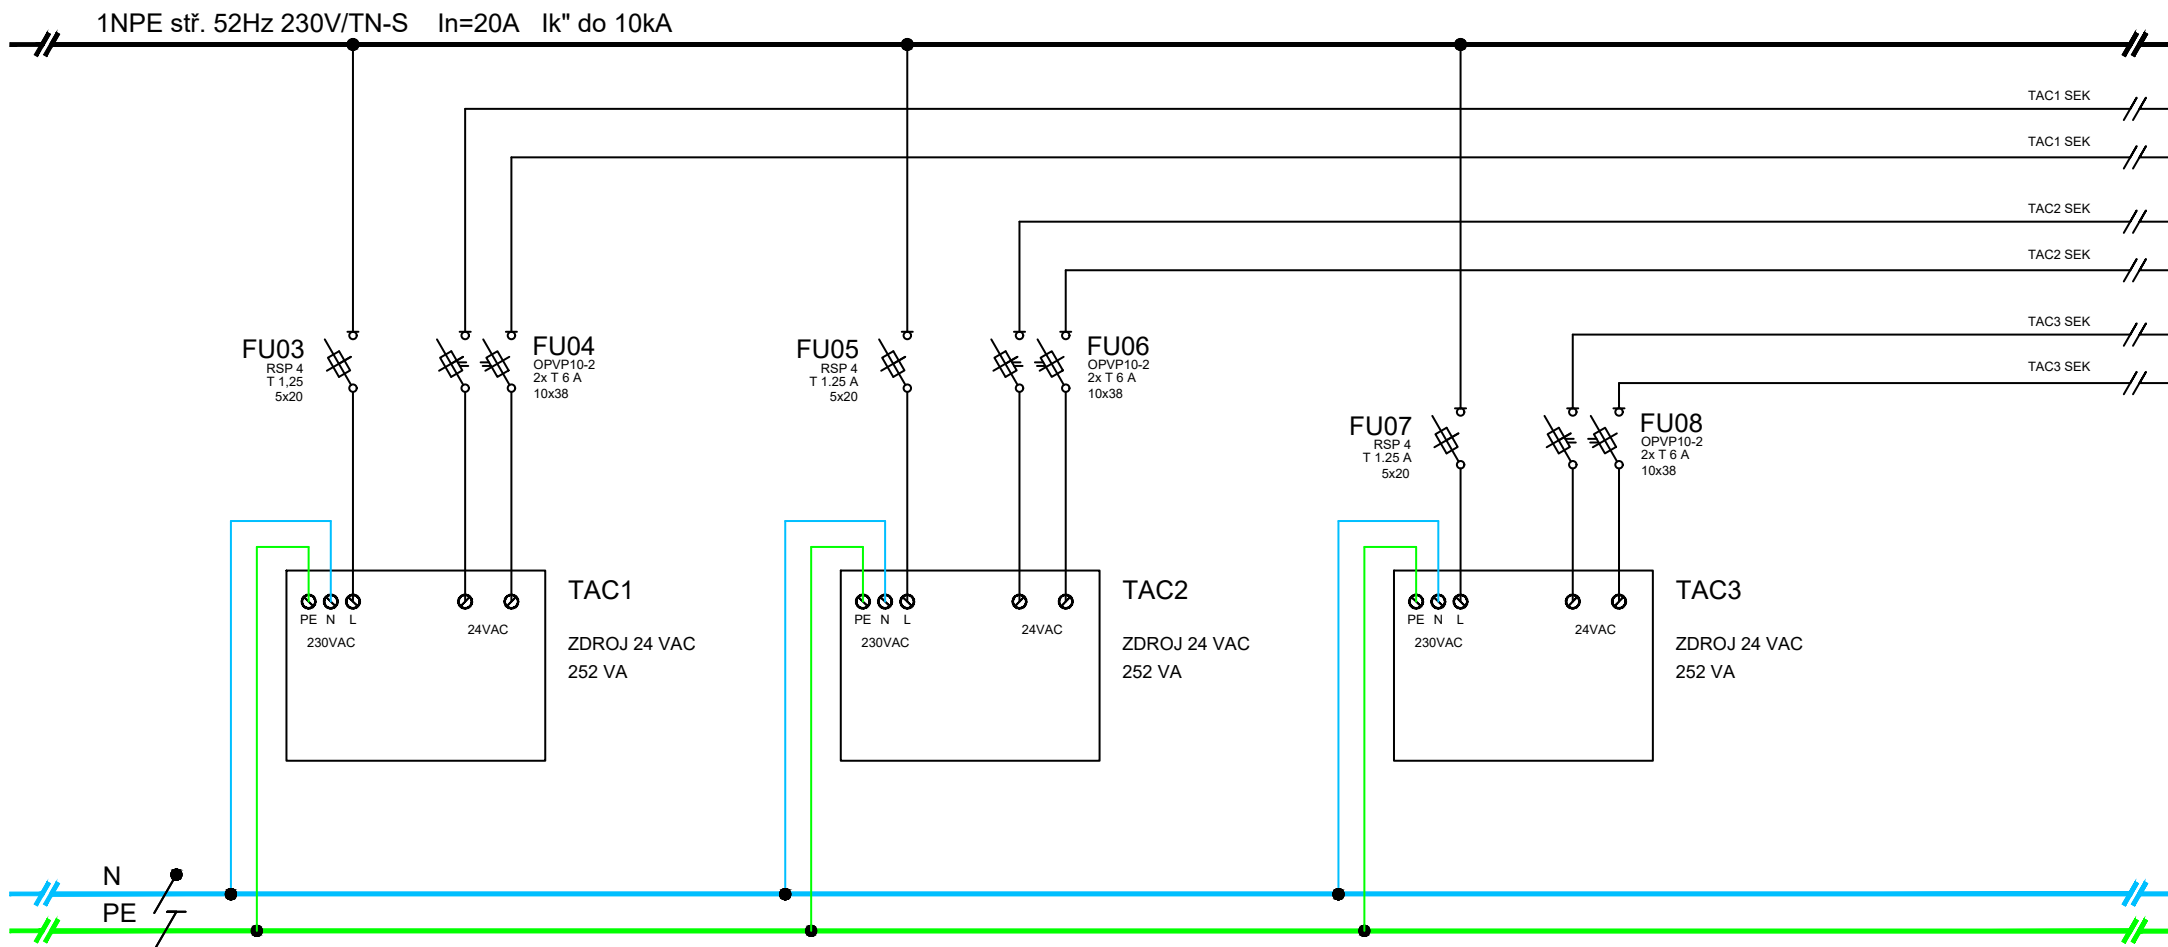 1NPE stř. 52Hz 230V/TN-S In=20A Ik" do 10kA
TAC1 SEK
TAC1 SEK
TAC2 SEK
TAC2 SEK
TAC3 SEK
TAC3 SEK
FU03
RSP 4
T 1,25
5x20
FU04
OPVP10-2
2x T 6 A
10x38
FU05
RSP 4
T 1.25 A
5x20
FU06
OPVP10-2
2x T 6 A
10x38
FU07
RSP 4
T 1.25 A
5x20
FU08
OPVP10-2
2x T 6 A
10x38
PE N L
230VAC
24VAC
TAC1
ZDROJ 24 VAC
252 VA
PE N L
230VAC
24VAC
TAC2
ZDROJ 24 VAC
252 VA
PE N L
230VAC
24VAC
TAC3
ZDROJ 24 VAC
252 VA
N
PE